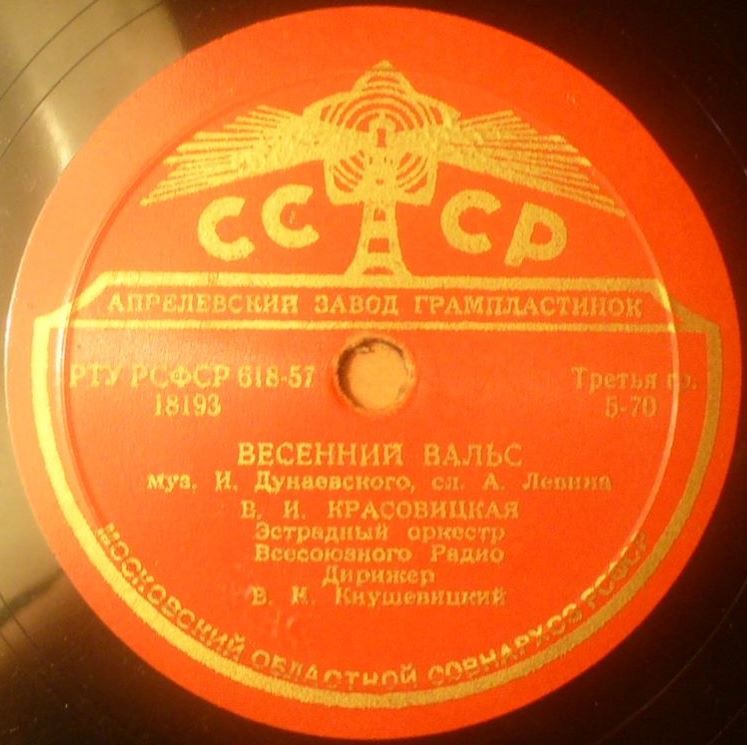 СССР
АПРЕЛЕВСКИЙ ЗАВОД ГРАМПЛАСТИНОК
РТУ РСФСР 618-57
18193
Третья гр.
5-70
ВЕСЕННИЙ ВАЛЬС
муз. И. Дунаевского, сл. А. Лепина
В. И. КРАСОВИЦКАЯ
Эстрадный оркестр
Всесоюзного Радио
Дирижер
В. Н. Кнушевицкий
МОСКОВСКИЙ ОБЛАСТНОЙ СОВНАРХОЗ РСФСР